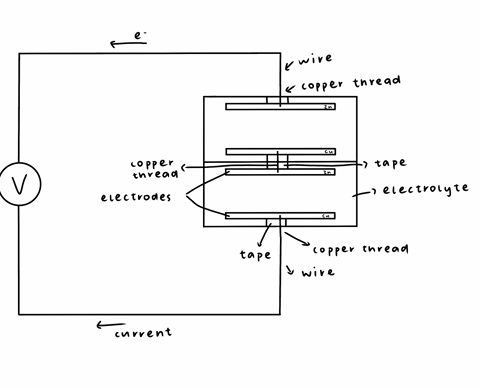 e-
wire
copper thread
Zn
Cu
copper
thread
tape
Zn
electrodes
electrolyte
V
Cu
tape
copper thread
wire
current